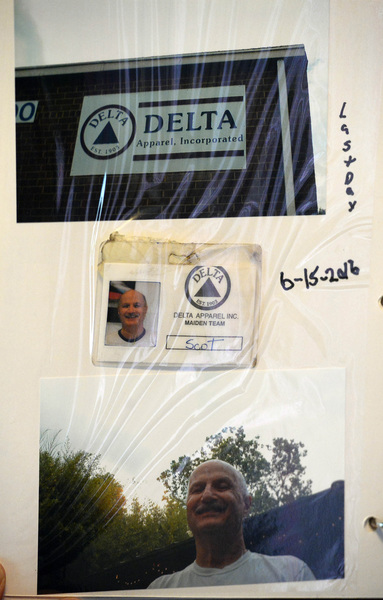 DELTA
EST. 1903
DELTA
Apparel, Incorporated
Last Day
6-15-2016
DELTA
EST 1903
DELTA APPAREL INC.
MAIDEN TEAM
Scot